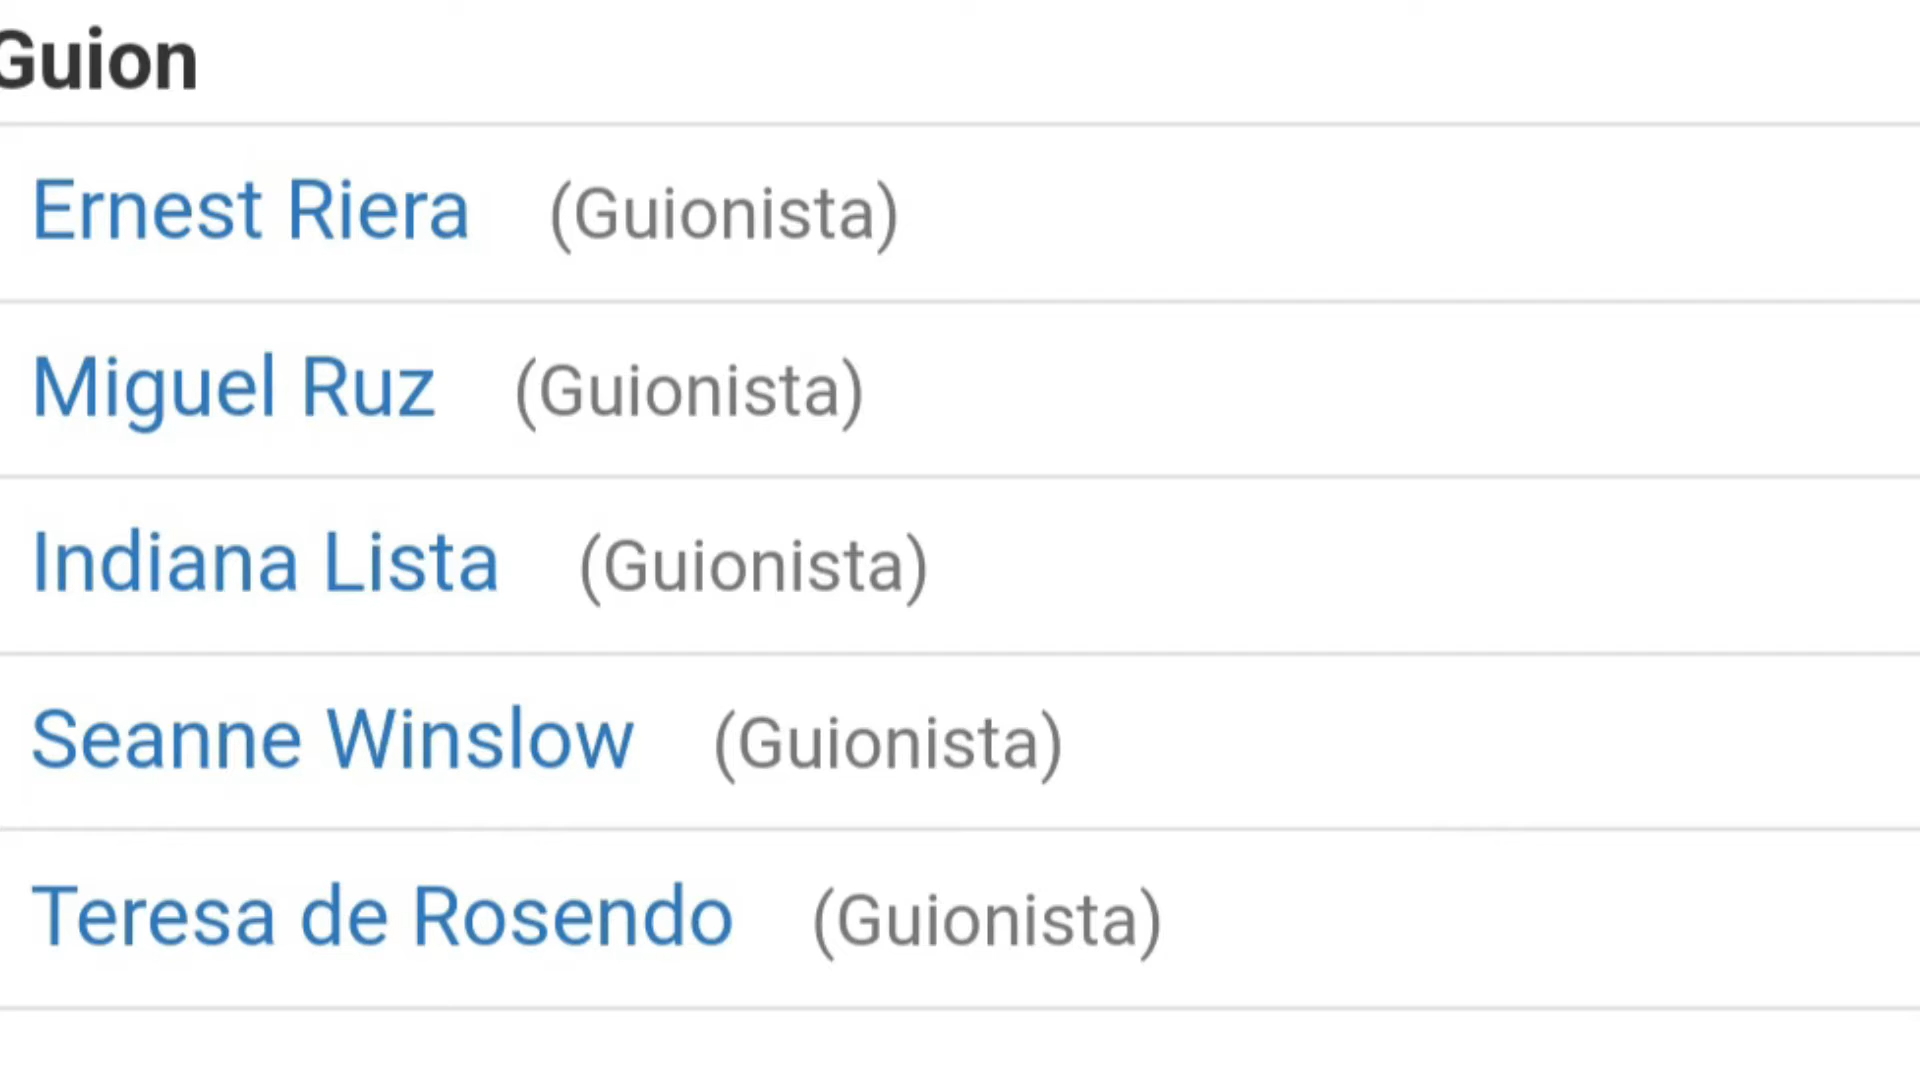 Guion
Ernest Riera (Guionista)
Miguel Ruz (Guionista)
Indiana Lista (Guionista)
Seanne Winslow (Guionista)
Teresa de Rosendo (Guionista)